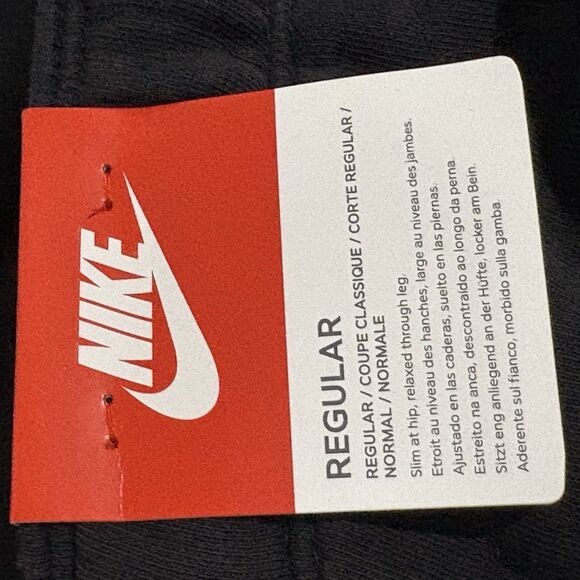 NIKE
REGULAR
REGULAR / COUPE CLASSIQUE / CORTE REGULAR /
NORMAL / NORMALE
Slim at hip, relaxed through leg.
Etroit au niveau des hanches, large au niveau des jambes.
Ajustado en las caderas, suelto en las piernas.
Estreito na anca, descontraído ao longo da perna.
Sitzt eng anliegend an der Hüfte, locker am Bein.
Aderente sul fianco, morbido sulla gamba.